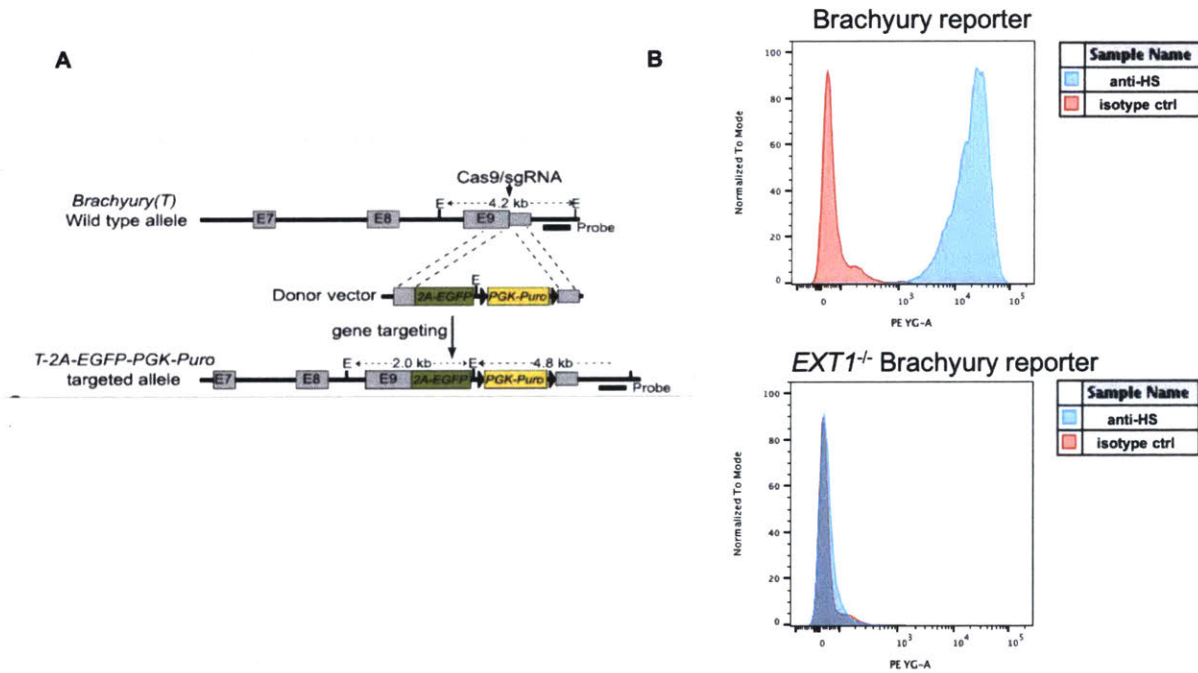 A
Brachyury(T)
Wild type allele
Cas9/sgRNA
E 4.2 kb E
E7 E8 E9
Probe
Donor vector
E
2A-EGFP PGK-Puro
gene targeting
T-2A-EGFP-PGK-Puro
targeted allele
E 2.0 kb E 4.8 kb
E7 E8 E9 2A-EGFP PGK-Puro
Probe
B
Brachyury reporter
Normalized To Mode
100
80
60
40
20
0
0 10³ 10⁴ 10⁵
PE YG-A
Sample Name
anti-HS
isotype ctrl
EXT1-/- Brachyury reporter
Normalized To Mode
100
80
60
40
20
0
0 10³ 10⁴ 10⁵
PE YG-A
Sample Name
anti-HS
isotype ctrl